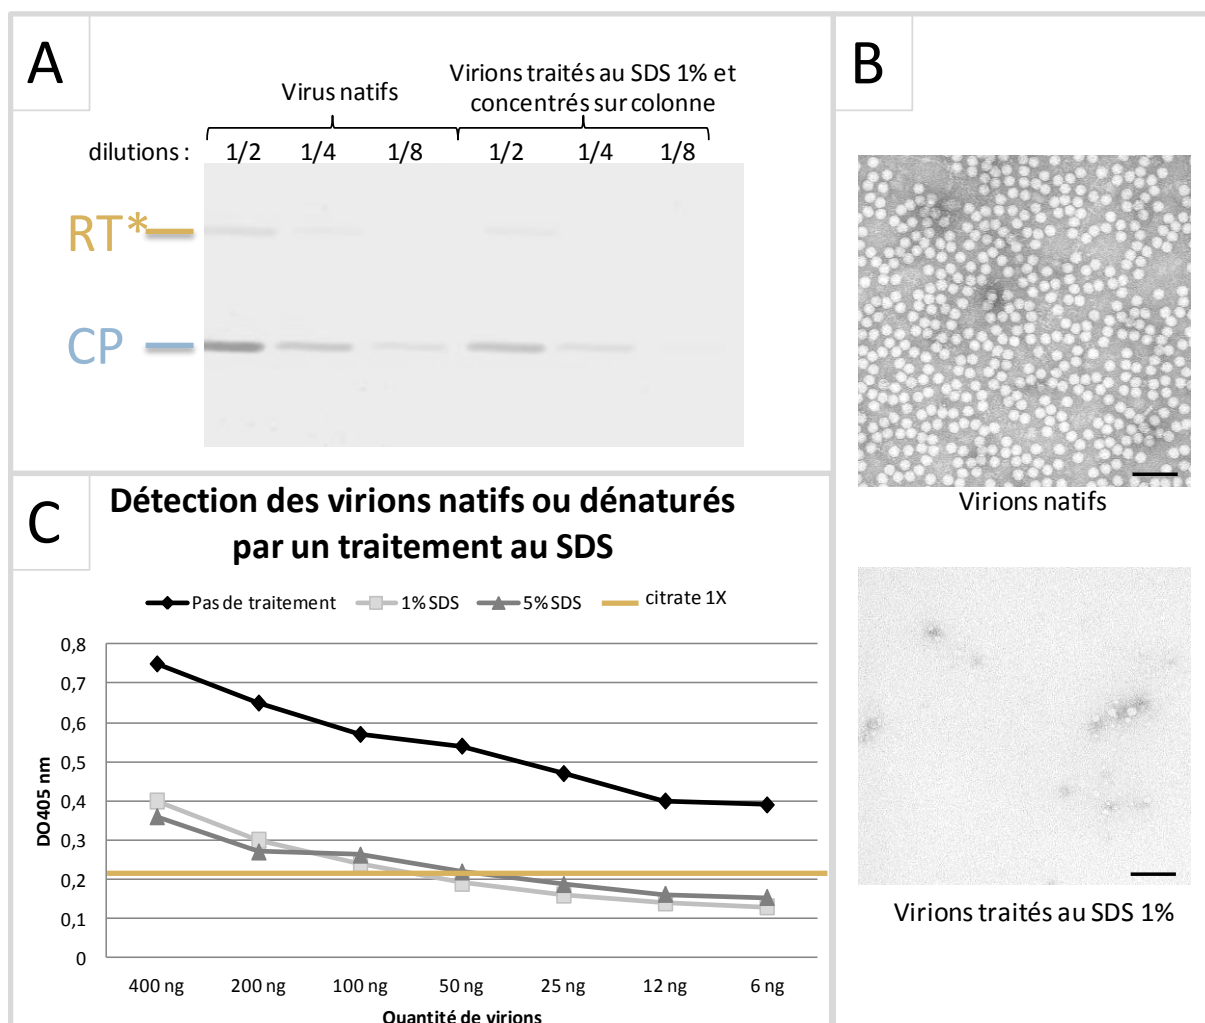 A
Virus natifs
Virions traités au SDS 1% et
concentrés sur colonne
dilutions :
1/2
1/4
1/8
1/2
1/4
1/8
RT*
CP
B
Virions natifs
Virions traités au SDS 1%
C
Détection des virions natifs ou dénaturés
par un traitement au SDS
Pas de traitement
1% SDS
5% SDS
citrate 1X
DO405 nm
0,8
0,7
0,6
0,5
0,4
0,3
0,2
0,1
0
400 ng
200 ng
100 ng
50 ng
25 ng
12 ng
6 ng
Quantité de virions